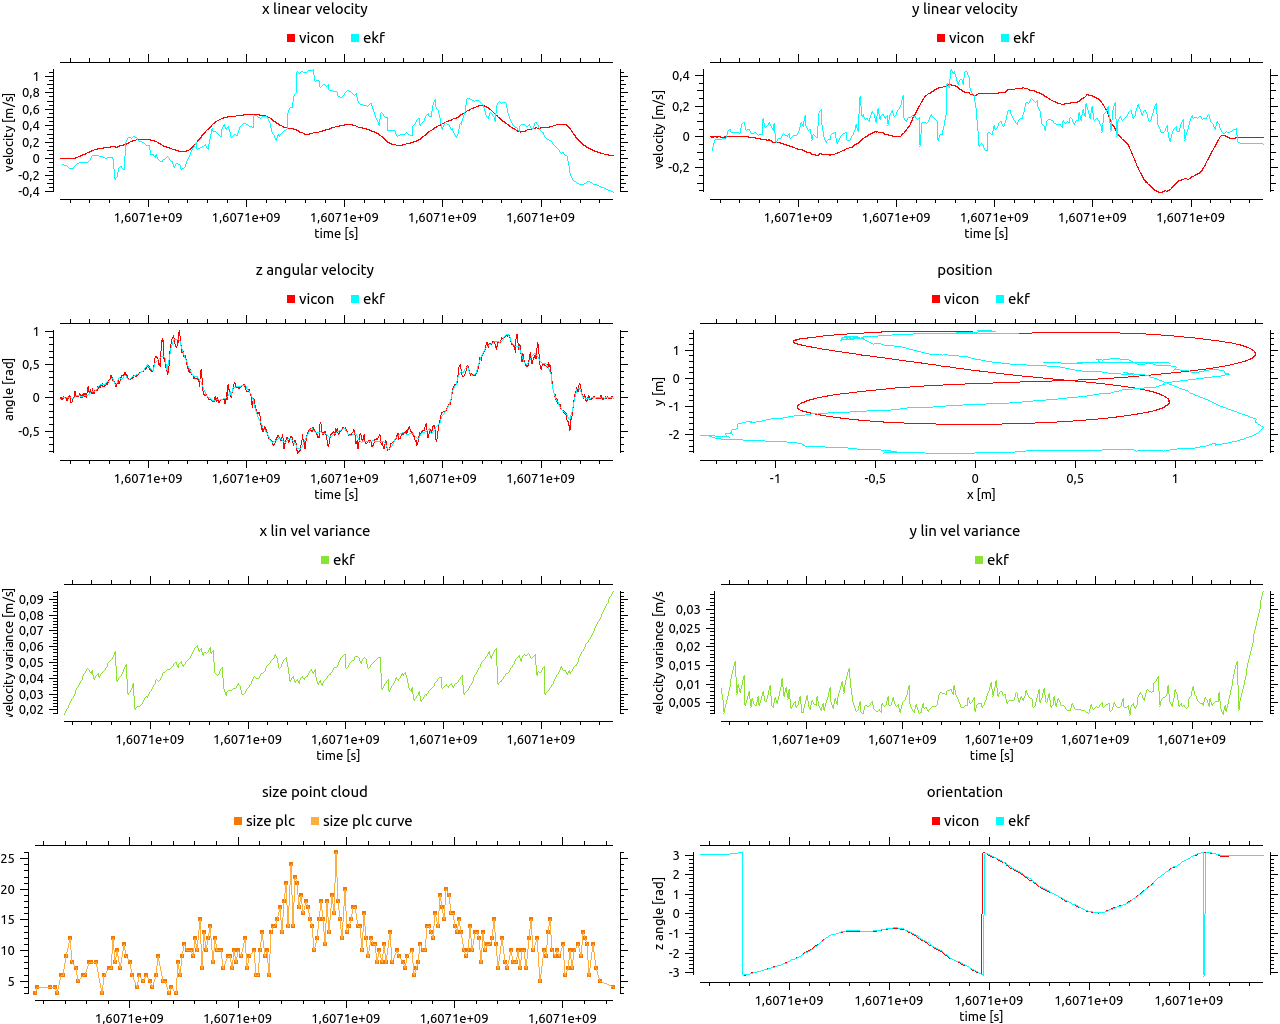 x linear velocity
vicon ekf
velocity [m/s]
1
0,8
0,6
0,4
0,2
0
-0,2
-0,4
1,6071e+09 1,6071e+09 1,6071e+09 1,6071e+09 1,6071e+09
time [s]
y linear velocity
vicon ekf
velocity [m/s]
0,4
0,2
0
-0,2
1,6071e+09 1,6071e+09 1,6071e+09 1,6071e+09 1,6071e+09
time [s]
z angular velocity
vicon ekf
angle [rad]
1
0,5
0
-0,5
1,6071e+09 1,6071e+09 1,6071e+09 1,6071e+09 1,6071e+09
time [s]
position
vicon ekf
y [m]
1
0
-1
-2
-1 -0,5 0 0,5 1
x [m]
x lin vel variance
ekf
velocity variance [m/s]
0,09
0,08
0,07
0,06
0,05
0,04
0,03
0,02
1,6071e+09 1,6071e+09 1,6071e+09 1,6071e+09 1,6071e+09
time [s]
y lin vel variance
ekf
velocity variance [m/s
0,03
0,025
0,02
0,015
0,01
0,005
1,6071e+09 1,6071e+09 1,6071e+09 1,6071e+09 1,6071e+09
time [s]
size point cloud
size plc size plc curve
25
20
15
10
5
1,6071e+09 1,6071e+09 1,6071e+09 1,6071e+09 1,6071e+09
orientation
vicon ekf
z angle [rad]
3
2
1
0
-1
-2
-3
1,6071e+09 1,6071e+09 1,6071e+09 1,6071e+09 1,6071e+09
time [s]